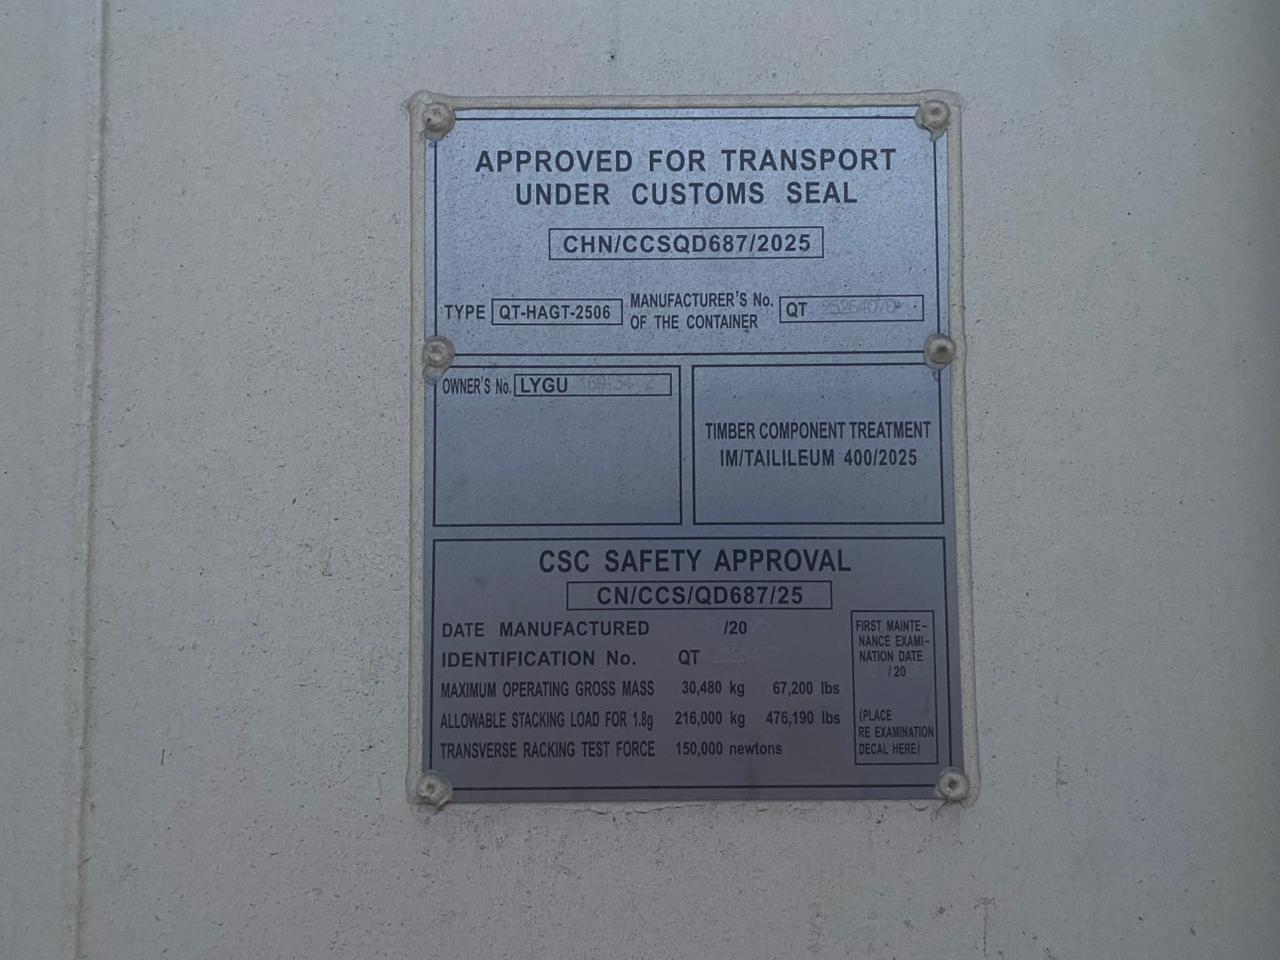 APPROVED FOR TRANSPORT
UNDER CUSTOMS SEAL
CHN/CCSQD687/2025
TYPE QT-HAGT-2506 MANUFACTURER'S No. OF THE CONTAINER QT
OWNER'S No. LYGU
TIMBER COMPONENT TREATMENT
IM/TAILILEUM 400/2025
CSC SAFETY APPROVAL
CN/CCS/QD687/25
DATE MANUFACTURED /20
IDENTIFICATION No. QT
MAXIMUM OPERATING GROSS MASS 30,480 kg 67,200 lbs
ALLOWABLE STACKING LOAD FOR 1.8g 216,000 kg 476,190 lbs
TRANSVERSE RACKING TEST FORCE 150,000 newtons
FIRST MAINTE-
NANCE EXAMI-
NATION DATE
/20
(PLACE
RE EXAMINATION
DECAL HERE)